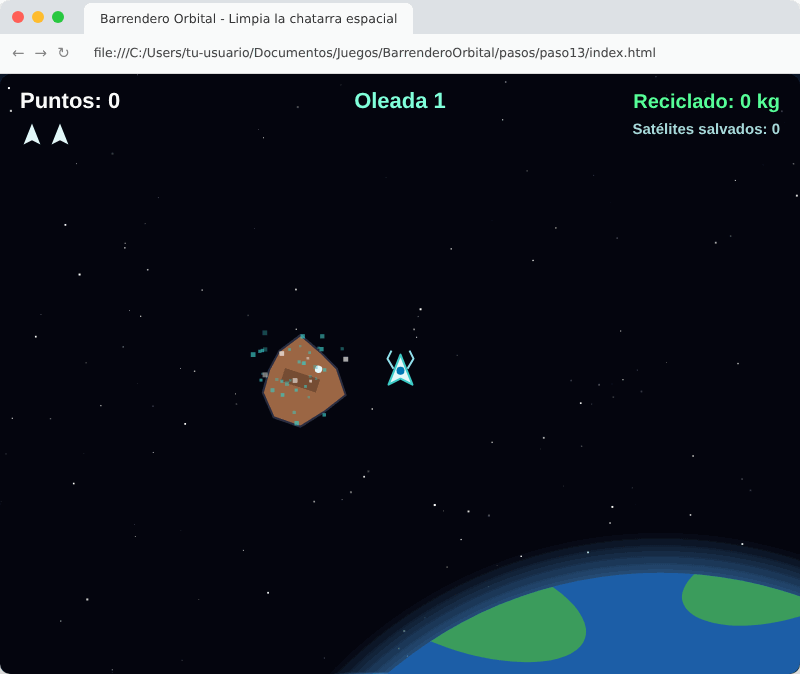 Barrendero Orbital - Limpia la chatarra espacial
file:///C:/Users/tu-usuario/Documentos/Juegos/BarrenderoOrbital/pasos/paso13/index.html
Puntos: 0
Oleada 1
Reciclado: 0 kg
Satélites salvados: 0